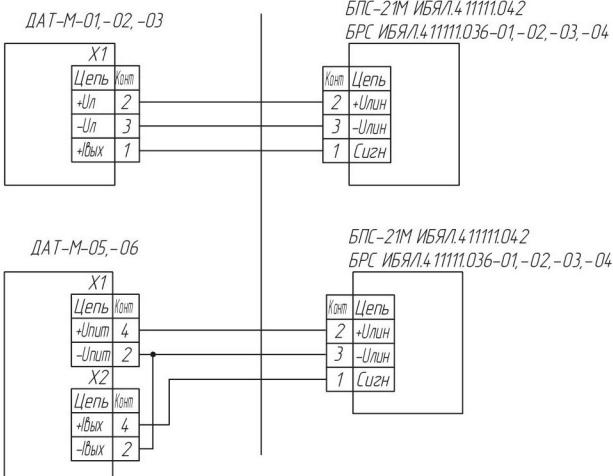 ДАТ-М-01,-02,-03
БПС-21М ИБЯЛ.411111.042
БРС ИБЯЛ.411111.036-01,-02,-03,-04
X1
Цепь Конт
+Uл 2
-Uл 3
+Iвых 1
Конт Цепь
2 +Uлин
3 -Uлин
1 Сигн
ДАТ-М-05,-06
БПС-21М ИБЯЛ.411111.042
БРС ИБЯЛ.411111.036-01,-02,-03,-04
X1
Цепь Конт
+Uпит 4
-Uпит 2
X2
Цепь Конт
+Iвых 4
-Iвых 2
Конт Цепь
2 +Uлин
3 -Uлин
1 Сигн